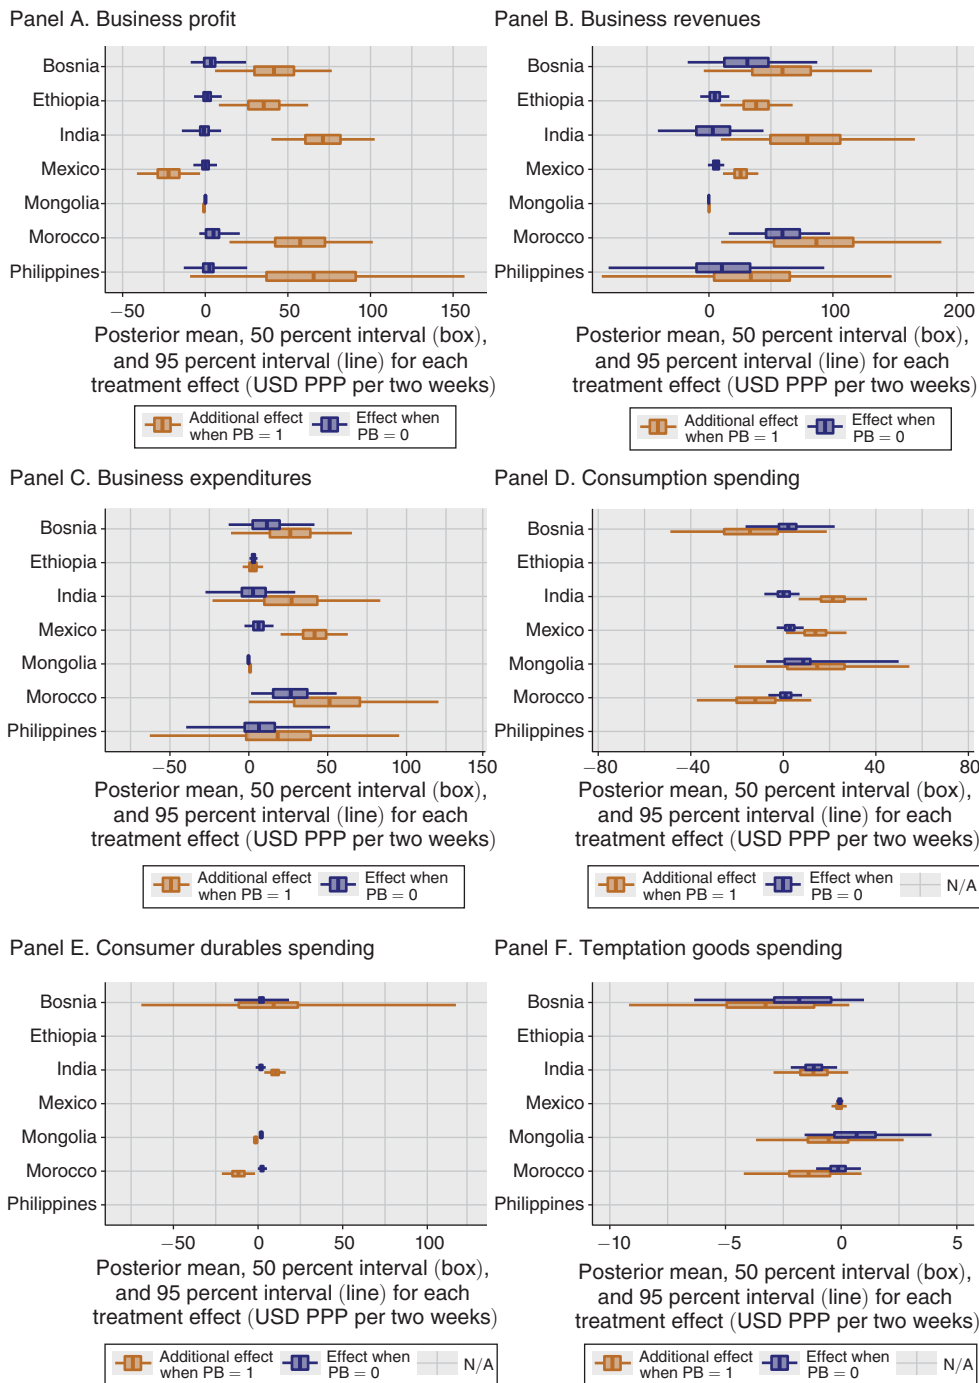 Panel A. Business profit
Bosnia
Ethiopia
India
Mexico
Mongolia
Morocco
Philippines
−50 0 50 100 150
Posterior mean, 50 percent interval (box),
and 95 percent interval (line) for each
treatment effect (USD PPP per two weeks)
Additional effect
when PB = 1
Effect when
PB = 0
Panel B. Business revenues
Bosnia
Ethiopia
India
Mexico
Mongolia
Morocco
Philippines
0 100 200
Posterior mean, 50 percent interval (box),
and 95 percent interval (line) for each
treatment effect (USD PPP per two weeks)
Additional effect
when PB = 1
Effect when
PB = 0
Panel C. Business expenditures
Bosnia
Ethiopia
India
Mexico
Mongolia
Morocco
Philippines
−50 0 50 100 150
Posterior mean, 50 percent interval (box),
and 95 percent interval (line) for each
treatment effect (USD PPP per two weeks)
Additional effect
when PB = 1
Effect when
PB = 0
Panel D. Consumption spending
Bosnia
Ethiopia
India
Mexico
Mongolia
Morocco
Philippines
−80 −40 0 40 80
Posterior mean, 50 percent interval (box),
and 95 percent interval (line) for each
treatment effect (USD PPP per two weeks)
Additional effect
when PB = 1
Effect when
PB = 0
N/A
Panel E. Consumer durables spending
Bosnia
Ethiopia
India
Mexico
Mongolia
Morocco
Philippines
−50 0 50 100
Posterior mean, 50 percent interval (box),
and 95 percent interval (line) for each
treatment effect (USD PPP per two weeks)
Additional effect
when PB = 1
Effect when
PB = 0
N/A
Panel F. Temptation goods spending
Bosnia
Ethiopia
India
Mexico
Mongolia
Morocco
Philippines
−10 −5 0 5
Posterior mean, 50 percent interval (box),
and 95 percent interval (line) for each
treatment effect (USD PPP per two weeks)
Additional effect
when PB = 1
Effect when
PB = 0
N/A